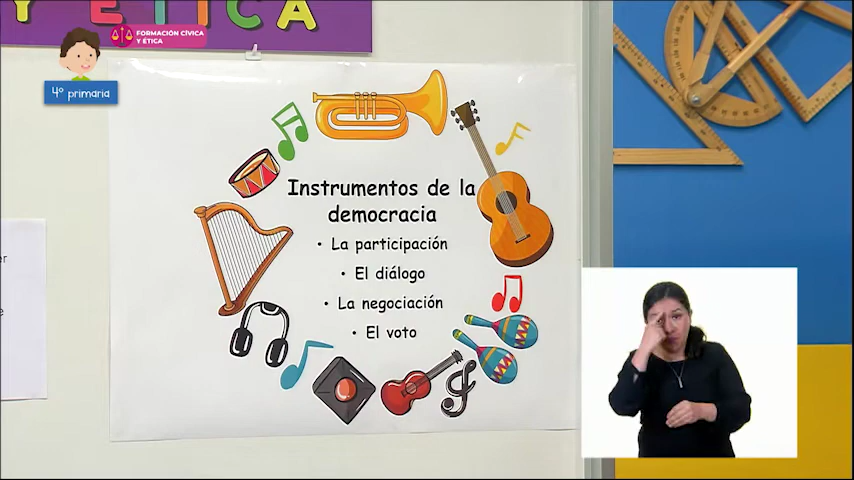 Y ÉTICA
FORMACIÓN CÍVICA
Y ÉTICA
4º primaria
Instrumentos de la
democracia
• La participación
• El diálogo
• La negociación
• El voto